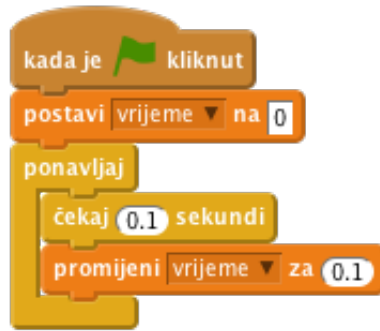 kada je kliknut
postavi vrijeme na 0
ponavljaj
čekaj 0.1 sekundi
promijeni vrijeme za 0.1